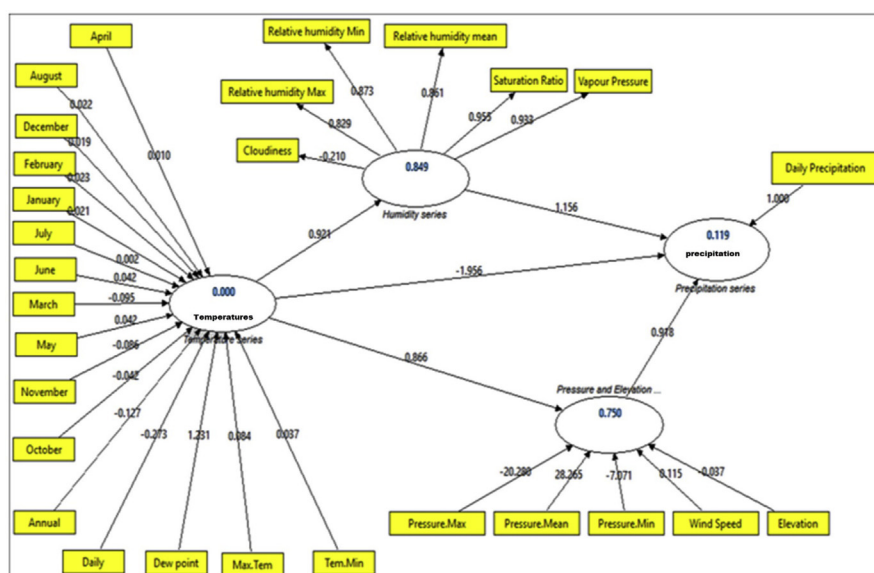 April
Relative humidity Min
Relative humidity mean
August
Saturation Ratio
Vapour Pressure
Relative humidity Max
0.873
0.861
0.022
0.955
0.933
December
0.829
0.019
0.010
Cloudiness
-0.210
February
0.849
Daily Precipitation
0.023
January
1.156
1.000
0.021
Humidity series
July
0.921
0.119
0.002
precipitation
June
0.042
-1.956
0.000
Precipitation series
March
-0.095
Temperatures
0.042
Temperature series
0.918
May
-0.086
0.866
November
-0.042
Pressure and Elevation ...
-0.127
0.750
October
-0.273
1.231
0.084
0.037
-20.280
28.265
-7.071
0.115
-0.037
Annual
Pressure.Max
Pressure.Mean
Pressure.Min
Wind Speed
Elevation
Daily
Dew point
Max.Tem
Tem.Min